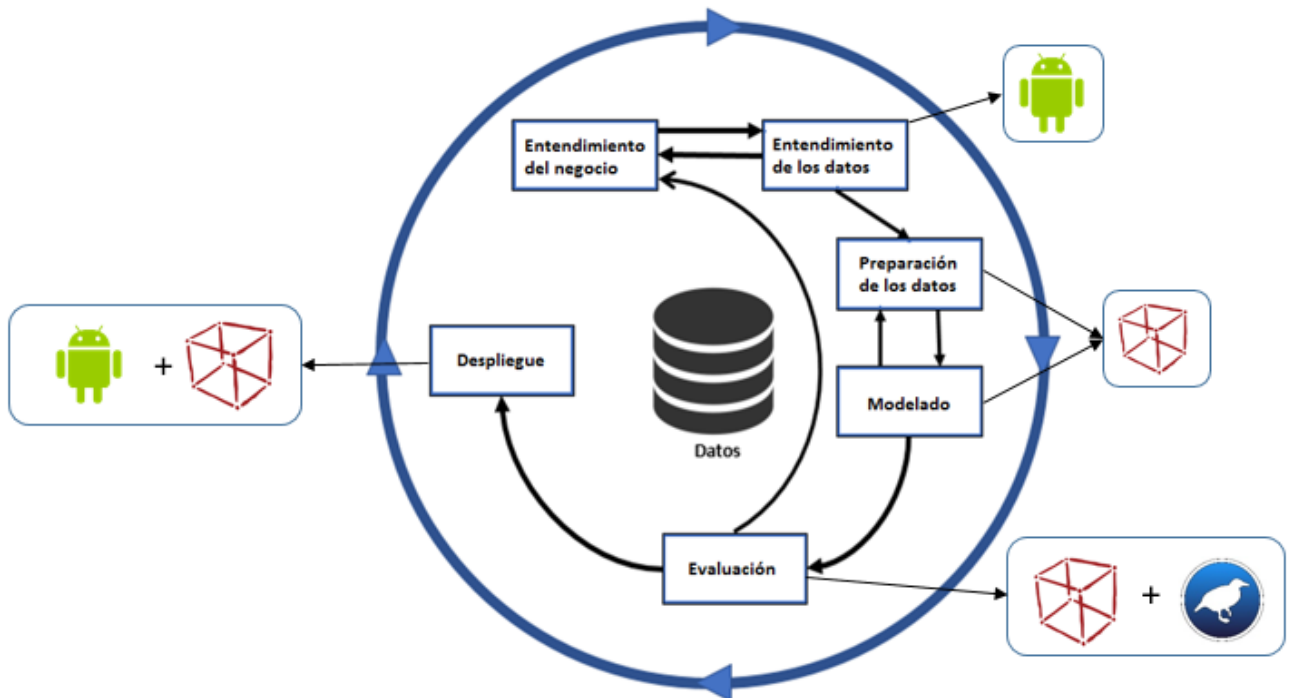 Entendimiento
del negocio
Entendimiento
de los datos
Preparación
de los datos
Despliegue
+
Modelado
Datos
Evaluación
+